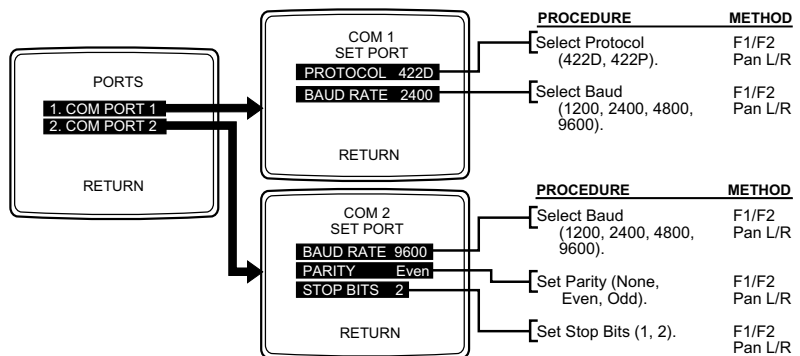 PORTS
1. COM PORT 1
2. COM PORT 2
RETURN
COM 1
SET PORT
PROTOCOL 422D
BAUD RATE 2400
RETURN
PROCEDURE METHOD
Select Protocol F1/F2
(422D, 422P). Pan L/R
Select Baud F1/F2
(1200, 2400, 4800, Pan L/R
9600).
COM 2
SET PORT
BAUD RATE 9600
PARITY Even
STOP BITS 2
RETURN
PROCEDURE METHOD
Select Baud F1/F2
(1200, 2400, 4800, Pan L/R
9600).
Set Parity (None, F1/F2
Even, Odd). Pan L/R
Set Stop Bits (1, 2). F1/F2
Pan L/R